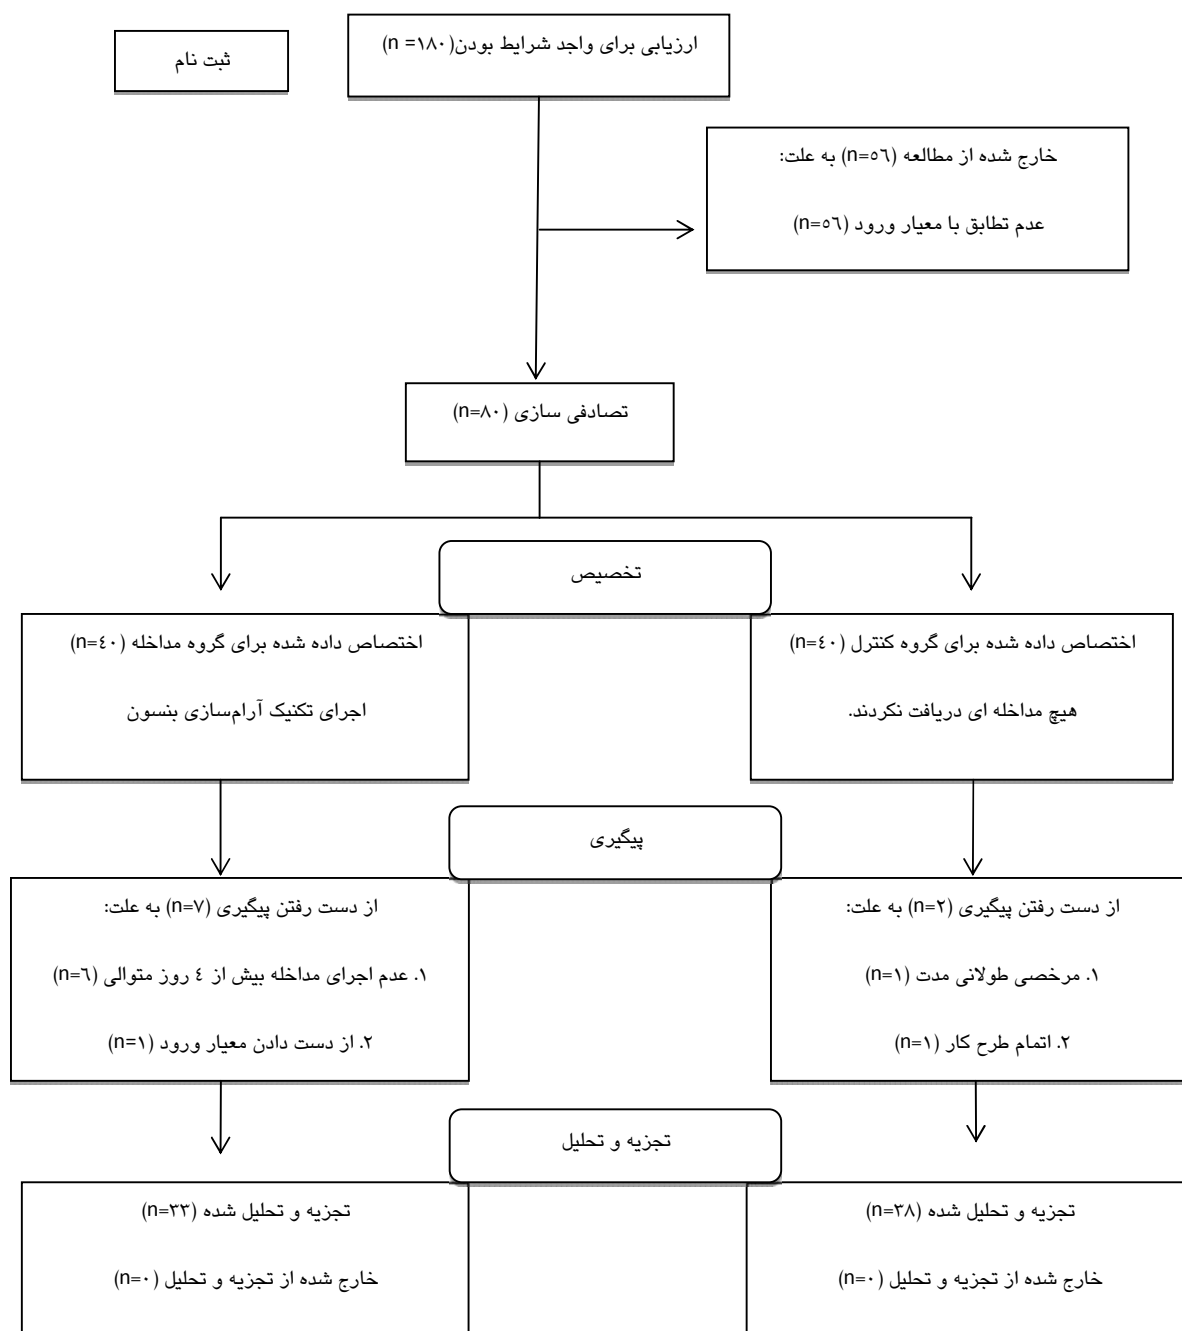 ثبت نام
ارزیابی برای واجد شرایط بودن(n =۱۸۰)
خارج شده از مطالعه (n=٥٦) به علت:
عدم تطابق با معیار ورود (n=٥٦)
تصادفی سازی (n=۸۰)
تخصیص
اختصاص داده شده برای گروه کنترل (n=٤۰)
هیچ مداخله ای دریافت نکردند.
اختصاص داده شده برای گروه مداخله (n=٤۰)
اجرای تکنیک آرام‌سازی بنسون
پیگیری
از دست رفتن پیگیری (n=۲) به علت:
۱. مرخصی طولانی مدت (n=۱)
۲. اتمام طرح کار (n=۱)
از دست رفتن پیگیری (n=۷) به علت:
۱. عدم اجرای مداخله بیش از ٤ روز متوالی (n=٦)
۲. از دست دادن معیار ورود (n=۱)
تجزیه و تحلیل
تجزیه و تحلیل شده (n=۳۸)
خارج شده از تجزیه و تحلیل (n=۰)
تجزیه و تحلیل شده (n=۳۳)
خارج شده از تجزیه و تحلیل (n=۰)